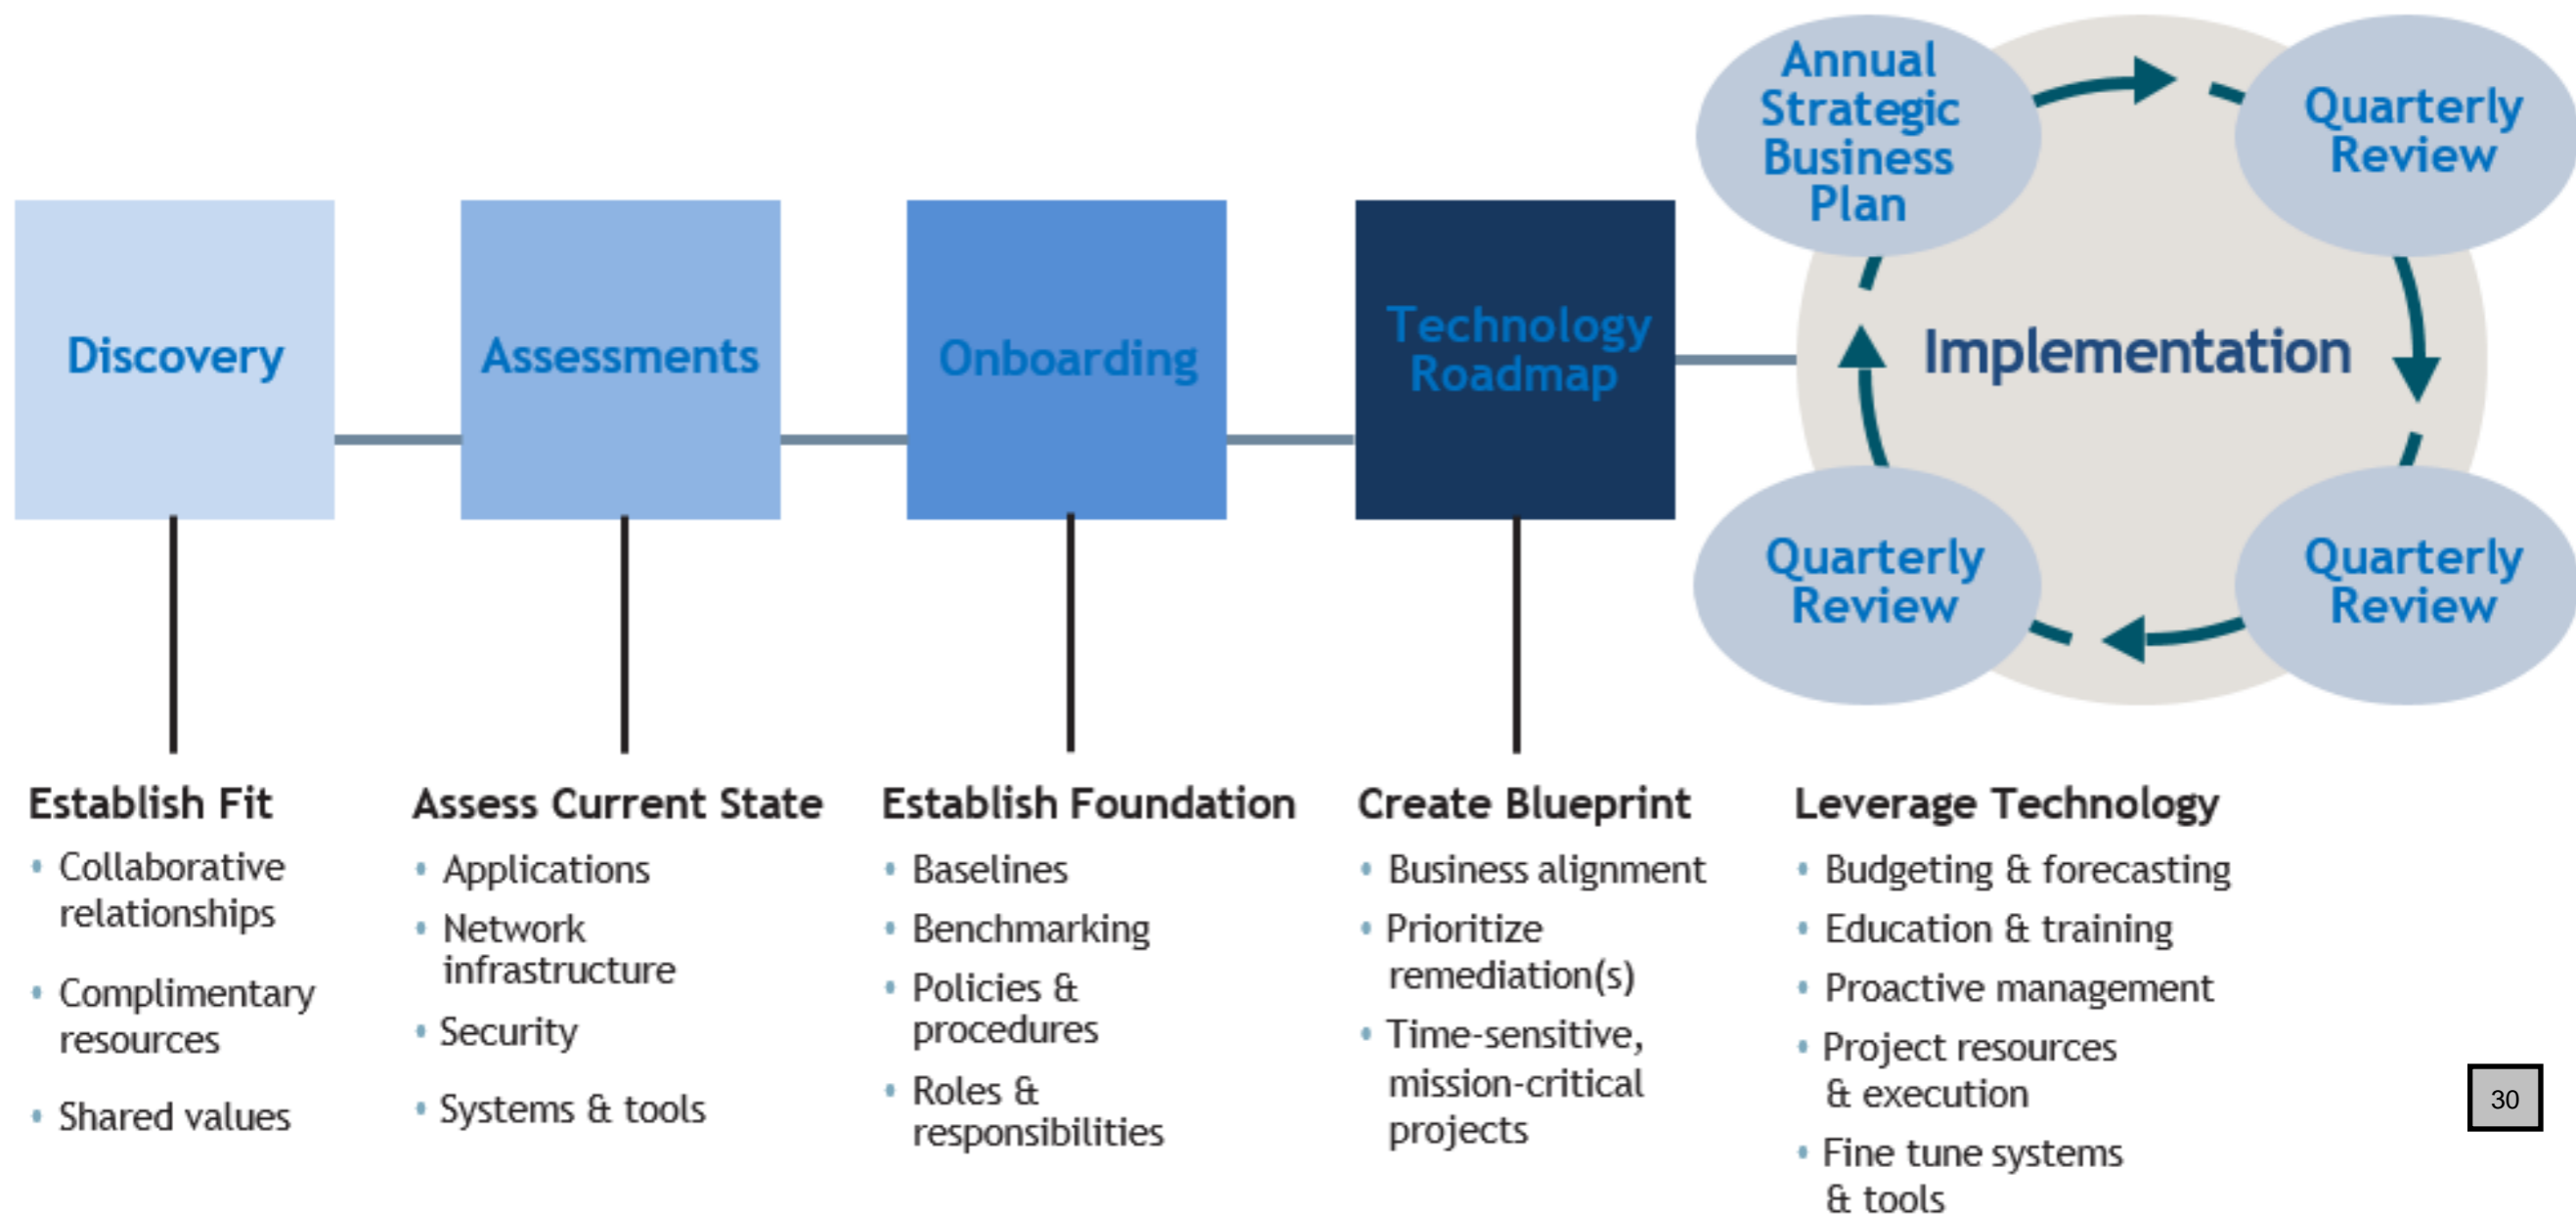 Annual
Strategic
Business
Plan
Quarterly
Review
Discovery
Assessments
Onboarding
Technology
Roadmap
Implementation
Quarterly
Review
Quarterly
Review
Establish Fit
• Collaborative
relationships
• Complimentary
resources
• Shared values
Assess Current State
• Applications
• Network
infrastructure
• Security
• Systems & tools
Establish Foundation
• Baselines
• Benchmarking
• Policies &
procedures
• Roles &
responsibilities
Create Blueprint
• Business alignment
• Prioritize
remediation(s)
• Time-sensitive,
mission-critical
projects
Leverage Technology
• Budgeting & forecasting
• Education & training
• Proactive management
• Project resources
& execution
• Fine tune systems
& tools
30